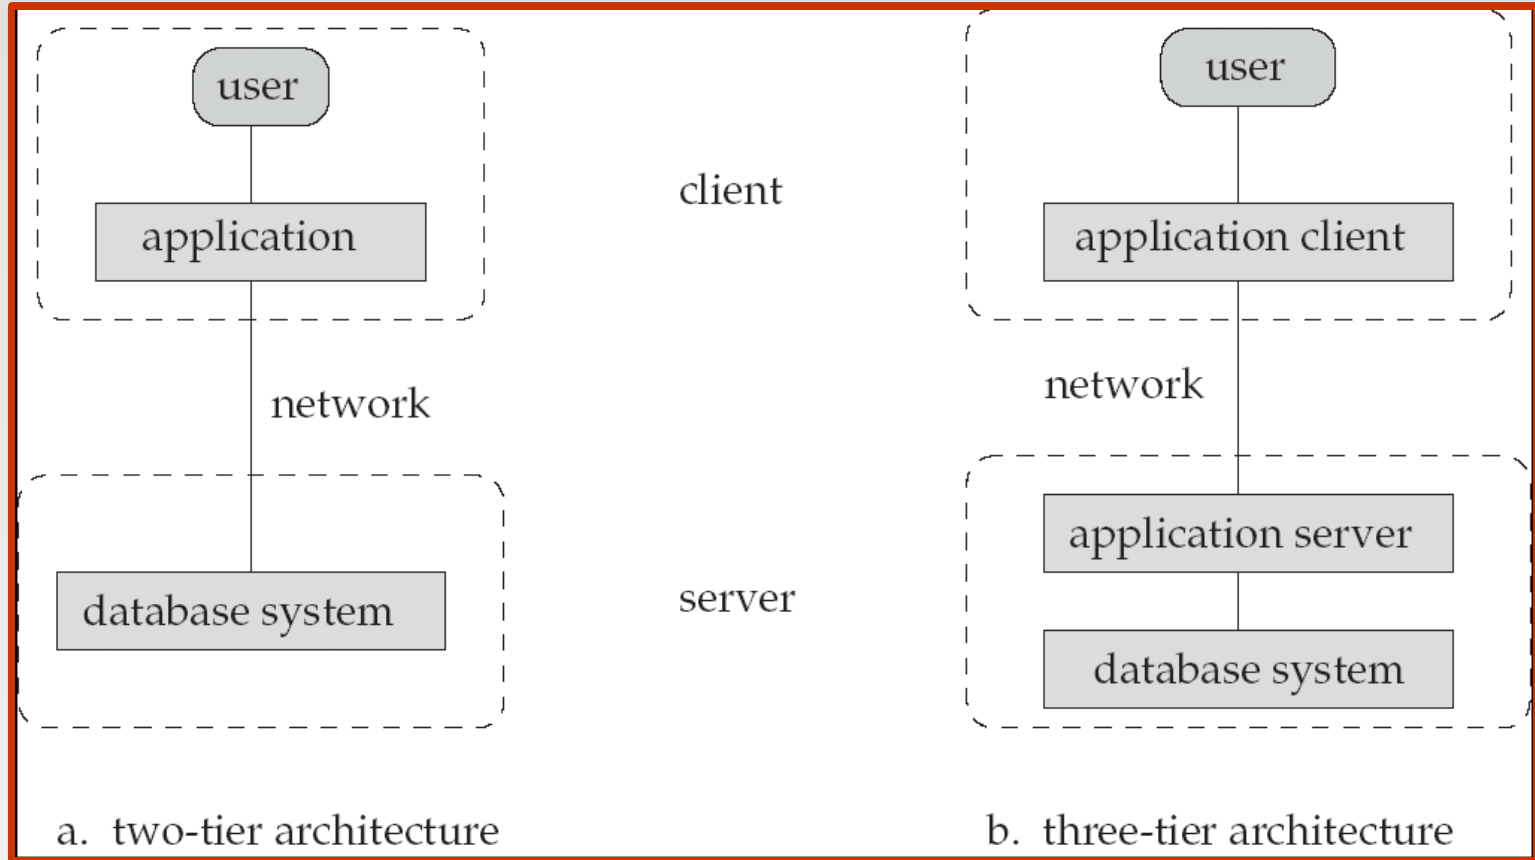 user
application
network
database system
client
server
user
application client
network
application server
database system
a. two-tier architecture
b. three-tier architecture